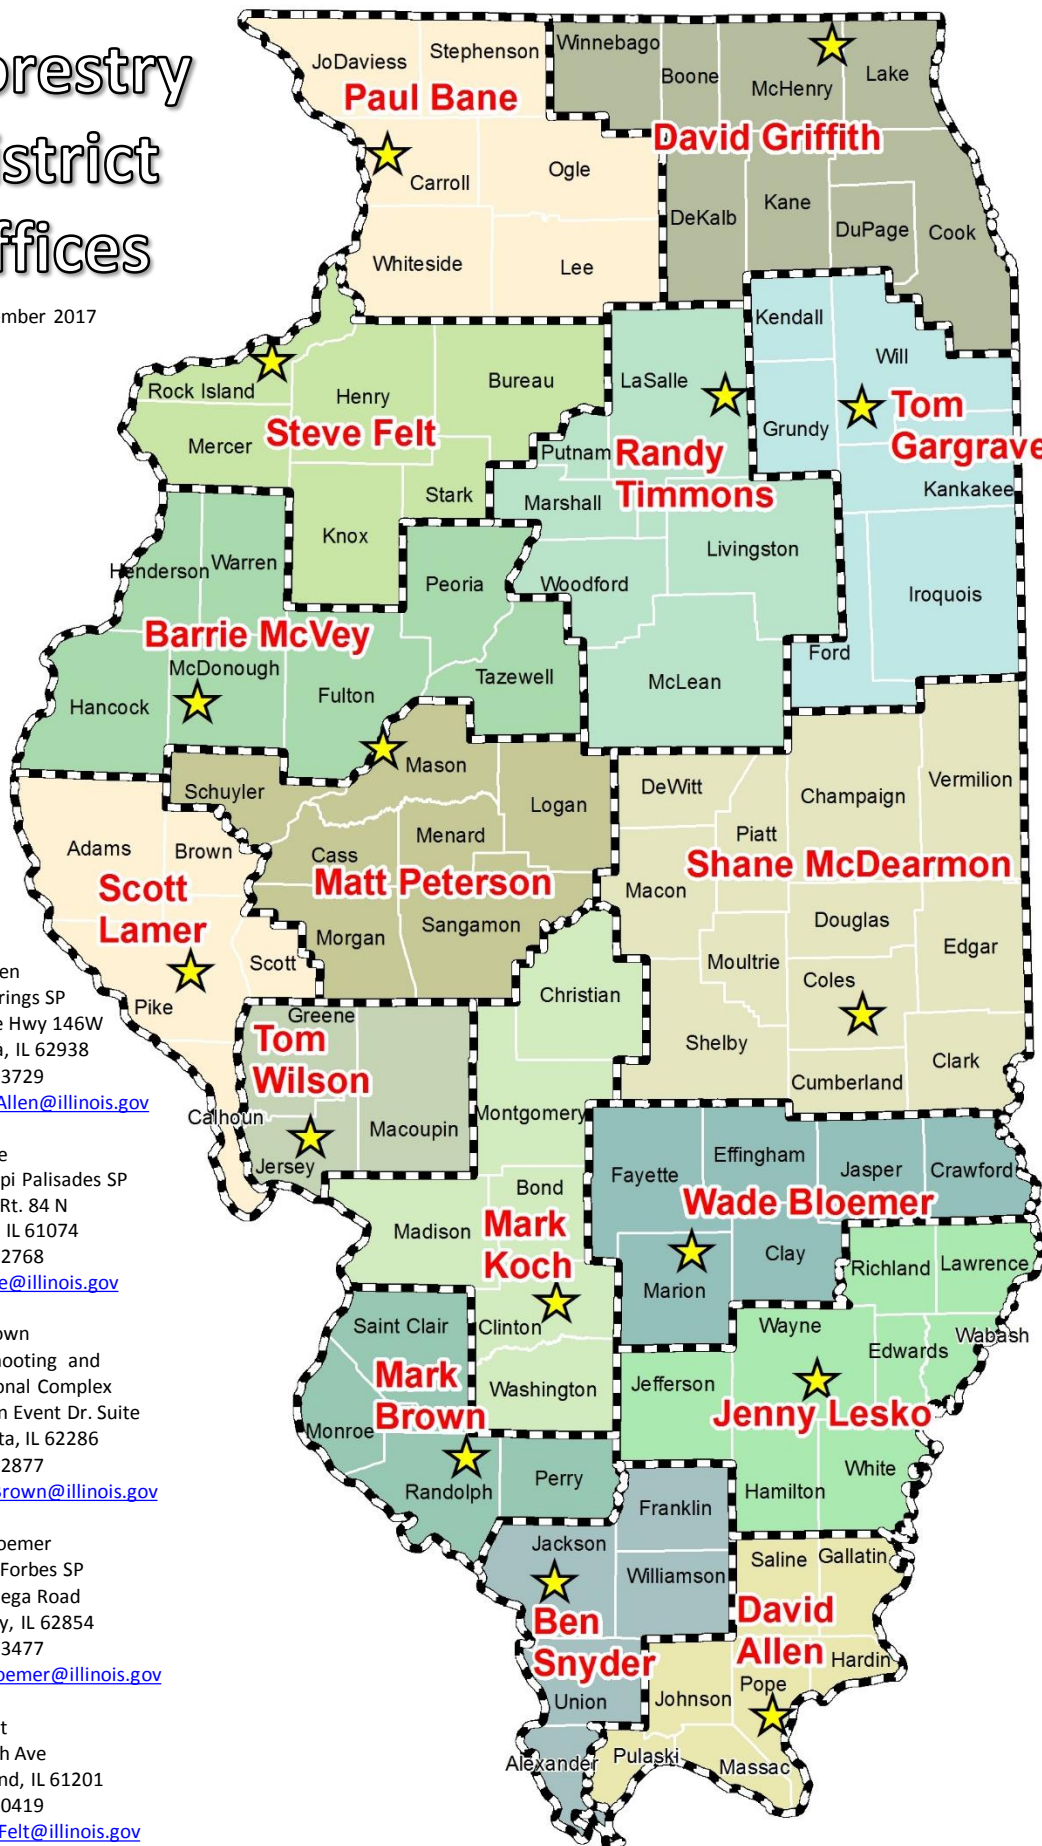 orestry
istrict
ffices
ember 2017
JoDaviess
Stephenson
Winnebago
Boone
McHenry
Lake
Paul Bane
David Griffith
Carroll
Ogle
DeKalb
Kane
DuPage
Cook
Whiteside
Lee
Kendall
Will
Rock Island
Henry
Bureau
LaSalle
Grundy
Tom
Gargrave
Mercer
Steve Felt
Putnam
Randy
Timmons
Stark
Marshall
Kankakee
Knox
Henderson
Warren
Peoria
Woodford
Livingston
Iroquois
Barrie McVey
McDonough
Hancock
Fulton
Tazewell
McLean
Ford
Mason
Schuyler
Logan
DeWitt
Champaign
Vermilion
Adams
Brown
Cass
Menard
Piatt
Scott
Lamer
Matt Peterson
Shane McDearmon
Macon
Morgan
Sangamon
Douglas
Edgar
Scott
Moultrie
Coles
Pike
Christian
Greene
Shelby
Clark
Tom
Wilson
Cumberland
Calhoun
Montgomery
Macoupin
Jersey
Fayette
Effingham
Jasper
Crawford
Bond
Wade Bloemer
Madison
Mark
Koch
Clay
Marion
Richland
Lawrence
Saint Clair
Clinton
Wayne
Edwards
Wabash
Mark
Brown
Washington
Jefferson
Jenny Lesko
Monroe
Randolph
Perry
White
Hamilton
Franklin
Jackson
Saline
Gallatin
Williamson
Ben
Snyder
David
Allen
Hardin
Union
Johnson
Pope
Alexander
Pulaski
Massac
en
rings SP
e Hwy 146W
a, IL 62938
3729
Allen@illinois.gov
e
pi Palisades SP
Rt. 84 N
IL 61074
2768
e@illinois.gov
own
hooting and
onal Complex
n Event Dr. Suite
ta, IL 62286
2877
Brown@illinois.gov
oemer
Forbes SP
ega Road
y, IL 62854
3477
oemer@illinois.gov
t
h Ave
nd, IL 61201
0419
Felt@illinois.gov